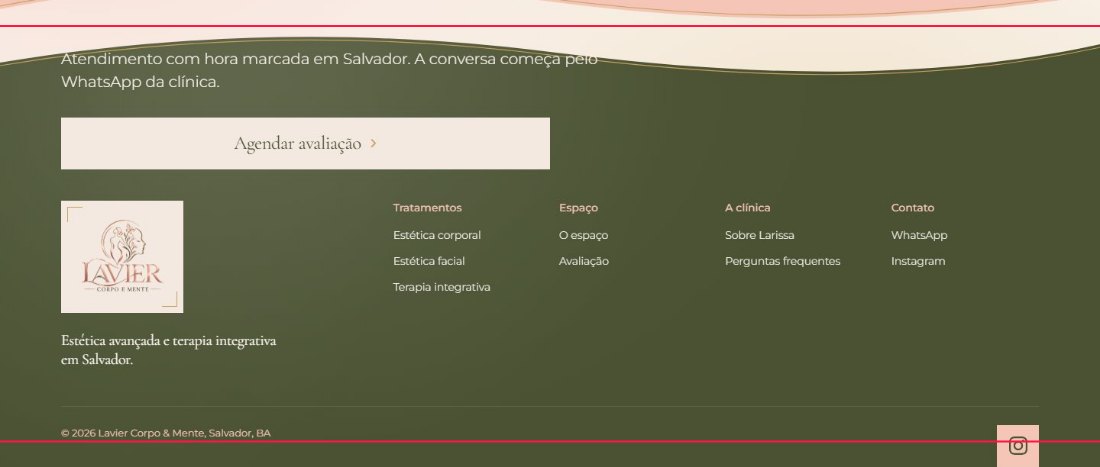 Atendimento com hora marcada em Salvador. A conversa começa pelo
WhatsApp da clínica.
Agendar avaliação ›
LAVIER
CORPO E MENTE
Estética avançada e terapia integrativa
em Salvador.
Tratamentos
Estética corporal
Estética facial
Terapia integrativa
Espaço
O espaço
Avaliação
A clínica
Sobre Larissa
Perguntas frequentes
Contato
WhatsApp
Instagram
© 2026 Lavier Corpo & Mente, Salvador, BA